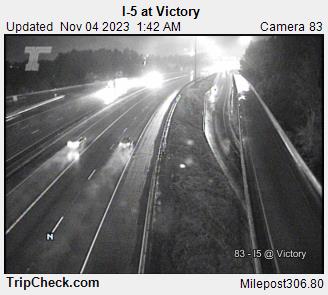 I-5 at Victory
Updated Nov 04 2023 1:42 AM Camera 83
T
N
83 - I5 @ Victory
TripCheck.com Milepost306.80